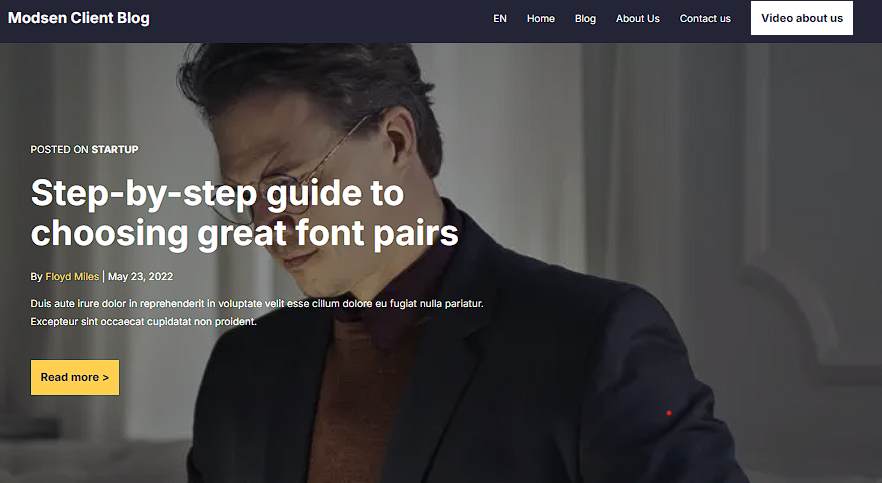 Modsen Client Blog
EN Home Blog About Us Contact us Video about us
POSTED ON STARTUP
Step-by-step guide to
choosing great font pairs
By Floyd Miles | May 23, 2022
Duis aute irure dolor in reprehenderit in voluptate velit esse cillum dolore eu fugiat nulla pariatur.
Excepteur sint occaecat cupidatat non proident.
Read more >